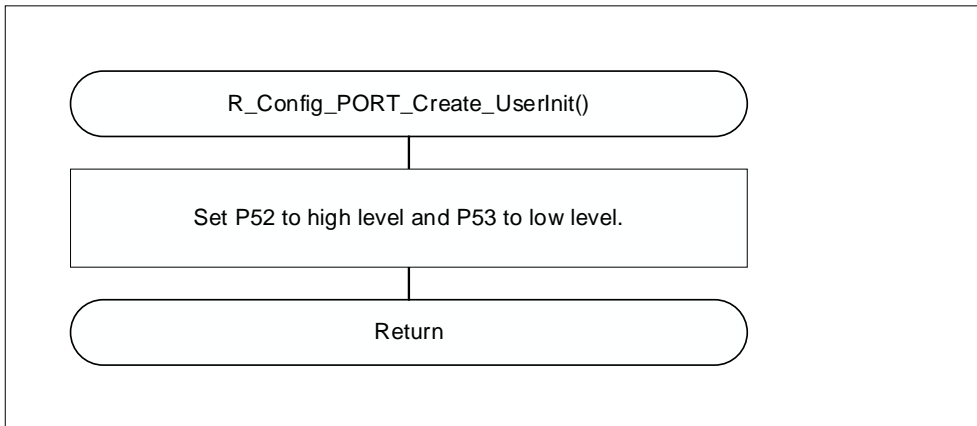 R_Config_PORT_Create_UserInit()
Set P52 to high level and P53 to low level.
Return